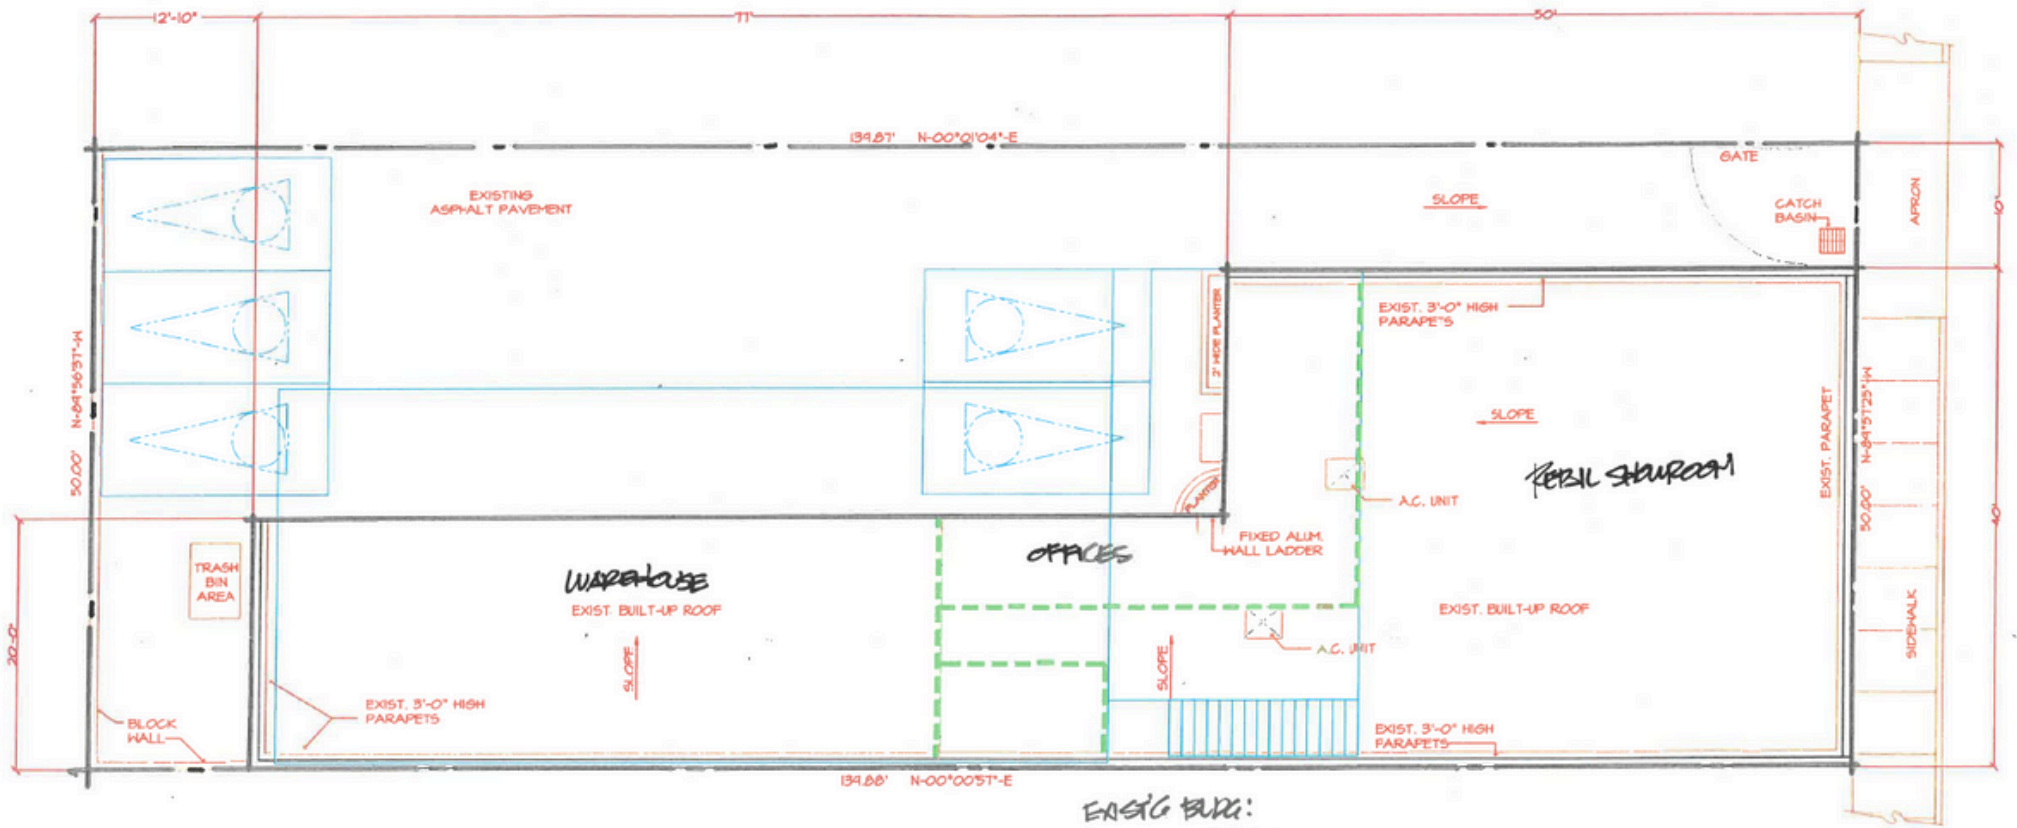 12'-10"
77'
50'
139.87' N-00°01'04"-E
GATE
EXISTING
ASPHALT PAVEMENT
SLOPE
CATCH
BASIN
APRON
10'
2' WIDE PLANTER
EXIST. 3'-0" HIGH
PARAPETS
50.00' N-89°56'37"-W
SLOPE
EXIST. PARAPET
50.00' N-89°57'25"-W
RETAIL SHOWROOM
PLANTER
A.C. UNIT
40'
FIXED ALUM.
WALL LADDER
OFFICES
WAREHOUSE
TRASH
BIN
AREA
EXIST. BUILT-UP ROOF
EXIST. BUILT-UP ROOF
20'-0"
SLOPE
SLOPE
A.C. UNIT
SIDEWALK
EXIST. 3'-0" HIGH
PARAPETS
BLOCK
WALL
EXIST. 3'-0" HIGH
PARAPETS
139.88' N-00°00'57"-E
EXIST'G BLDG: